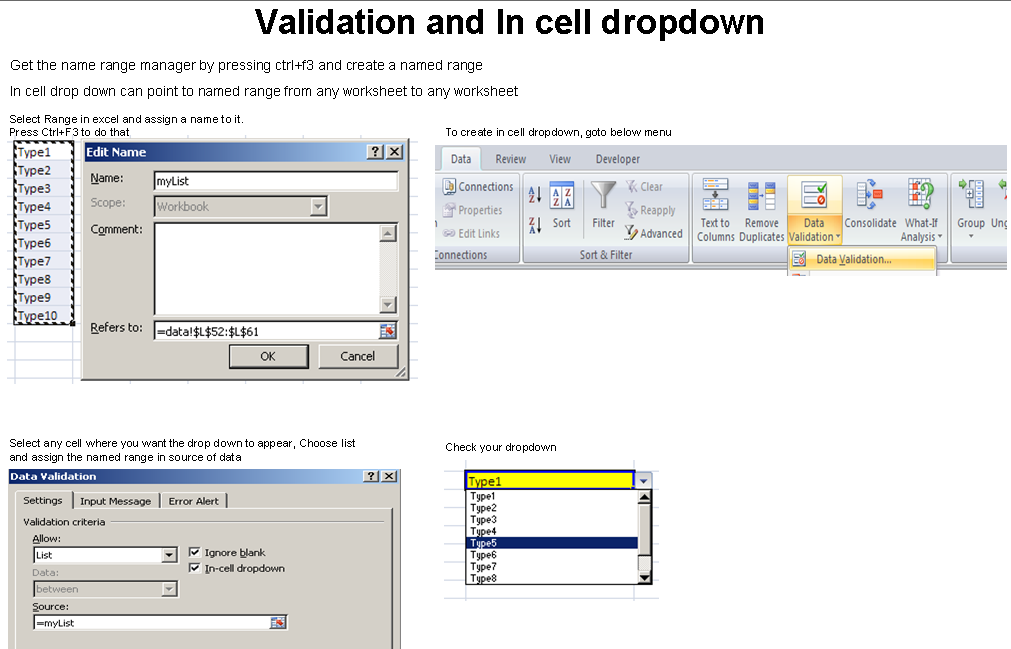 Validation and In cell dropdown
Get the name range manager by pressing ctrl+f3 and create a named range
In cell drop down can point to named range from any worksheet to any worksheet
Select Range in excel and assign a name to it.
Press Ctrl+F3 to do that
Type1
Type2
Type3
Type4
Type5
Type6
Type7
Type8
Type9
Type10
Edit Name
Name:
myList
Scope:
Workbook
Comment:
Refers to:
=data!$L$52:$L$61
OK
Cancel
To create in cell dropdown, goto below menu
Data
Review
View
Developer
Connections
Properties
Edit Links
Connections
Sort
Filter
Clear
Reapply
Advanced
Sort & Filter
Text to
Columns
Remove
Duplicates
Data
Validation
Consolidate
What-If
Analysis
Group
Ung
Data Validation...
Select any cell where you want the drop down to appear, Choose list
and assign the named range in source of data
Data Validation
Settings
Input Message
Error Alert
Validation criteria
Allow:
List
Ignore blank
In-cell dropdown
Data:
between
Source:
=myList
Check your dropdown
Type1
Type1
Type2
Type3
Type4
Type5
Type6
Type7
Type8